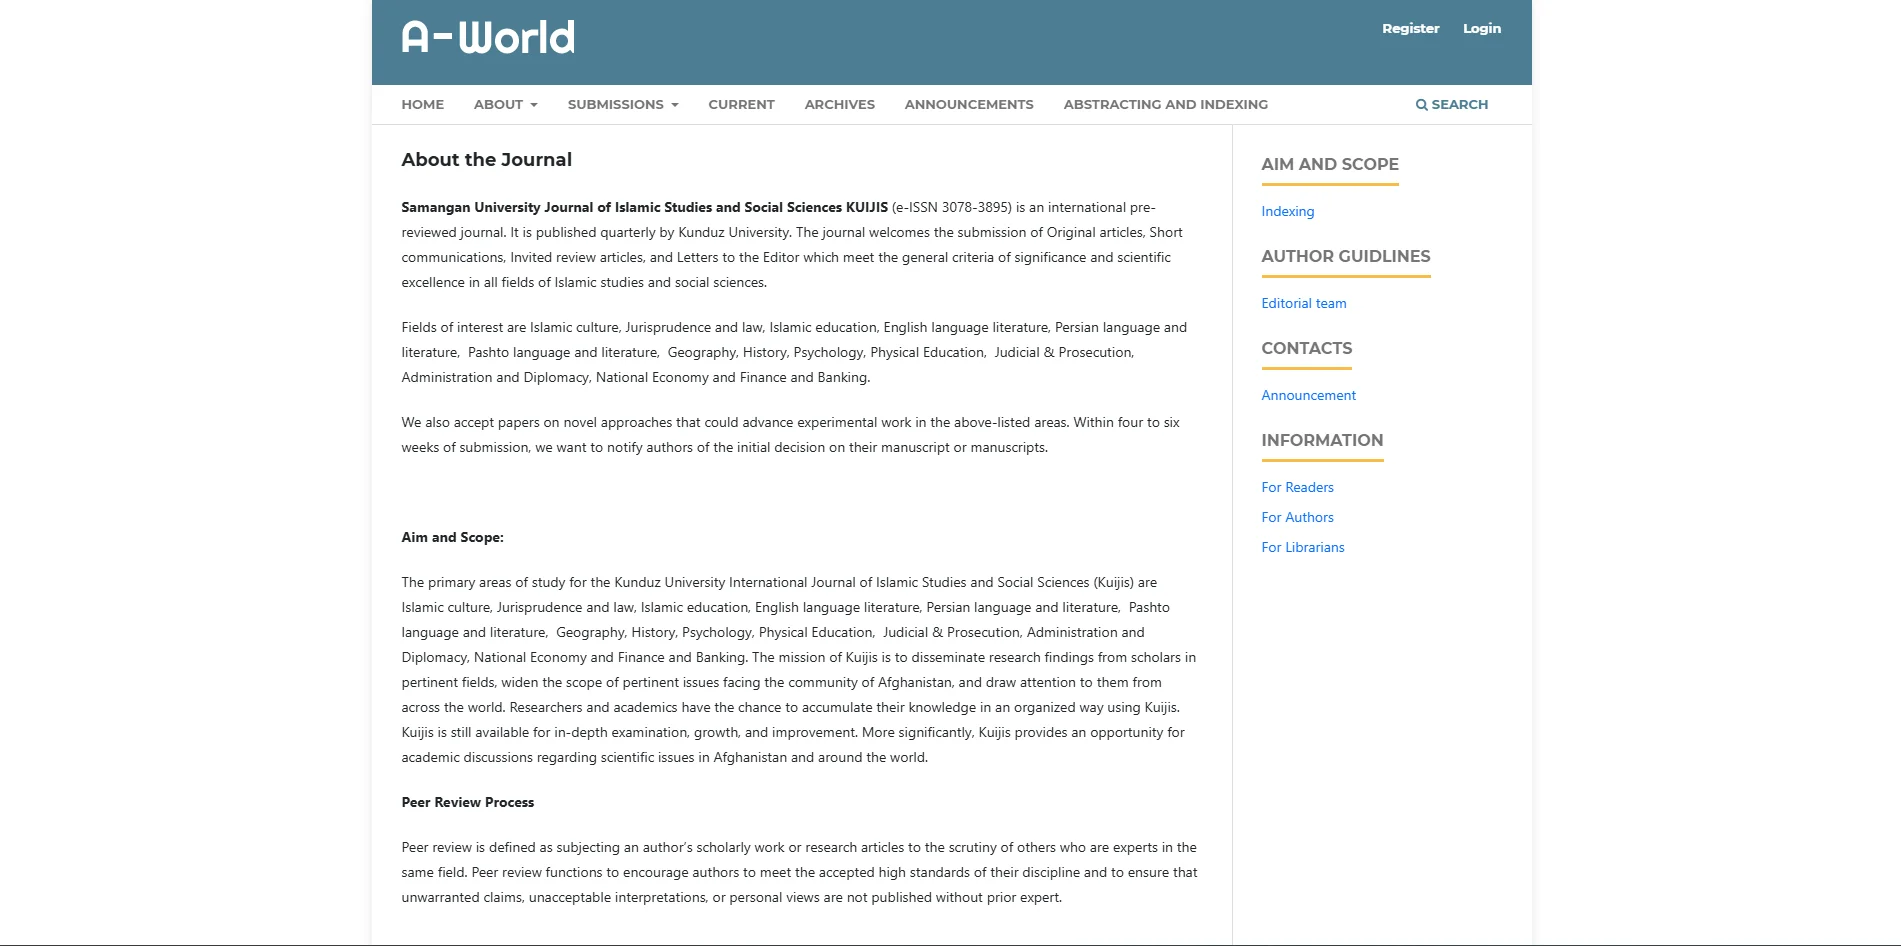 A-World
Register
Login
HOME
ABOUT
SUBMISSIONS
CURRENT
ARCHIVES
ANNOUNCEMENTS
ABSTRACTING AND INDEXING
SEARCH
About the Journal
Samangan University Journal of Islamic Studies and Social Sciences KUIJIS (e-ISSN 3078-3895) is an international pre-
reviewed journal. It is published quarterly by Kunduz University. The journal welcomes the submission of Original articles, Short
communications, Invited review articles, and Letters to the Editor which meet the general criteria of significance and scientific
excellence in all fields of Islamic studies and social sciences.
Fields of interest are Islamic culture, Jurisprudence and law, Islamic education, English language literature, Persian language and
literature,  Pashto language and literature,  Geography, History, Psychology, Physical Education,  Judicial & Prosecution,
Administration and Diplomacy, National Economy and Finance and Banking.
We also accept papers on novel approaches that could advance experimental work in the above-listed areas. Within four to six
weeks of submission, we want to notify authors of the initial decision on their manuscript or manuscripts.
Aim and Scope:
The primary areas of study for the Kunduz University International Journal of Islamic Studies and Social Sciences (Kuijis) are
Islamic culture, Jurisprudence and law, Islamic education, English language literature, Persian language and literature,  Pashto
language and literature,  Geography, History, Psychology, Physical Education,  Judicial & Prosecution, Administration and
Diplomacy, National Economy and Finance and Banking. The mission of Kuijis is to disseminate research findings from scholars in
pertinent fields, widen the scope of pertinent issues facing the community of Afghanistan, and draw attention to them from
across the world. Researchers and academics have the chance to accumulate their knowledge in an organized way using Kuijis.
Kuijis is still available for in-depth examination, growth, and improvement. More significantly, Kuijis provides an opportunity for
academic discussions regarding scientific issues in Afghanistan and around the world.
Peer Review Process
Peer review is defined as subjecting an author’s scholarly work or research articles to the scrutiny of others who are experts in the
same field. Peer review functions to encourage authors to meet the accepted high standards of their discipline and to ensure that
unwarranted claims, unacceptable interpretations, or personal views are not published without prior expert.
AIM AND SCOPE
Indexing
AUTHOR GUIDLINES
Editorial team
CONTACTS
Announcement
INFORMATION
For Readers
For Authors
For Librarians